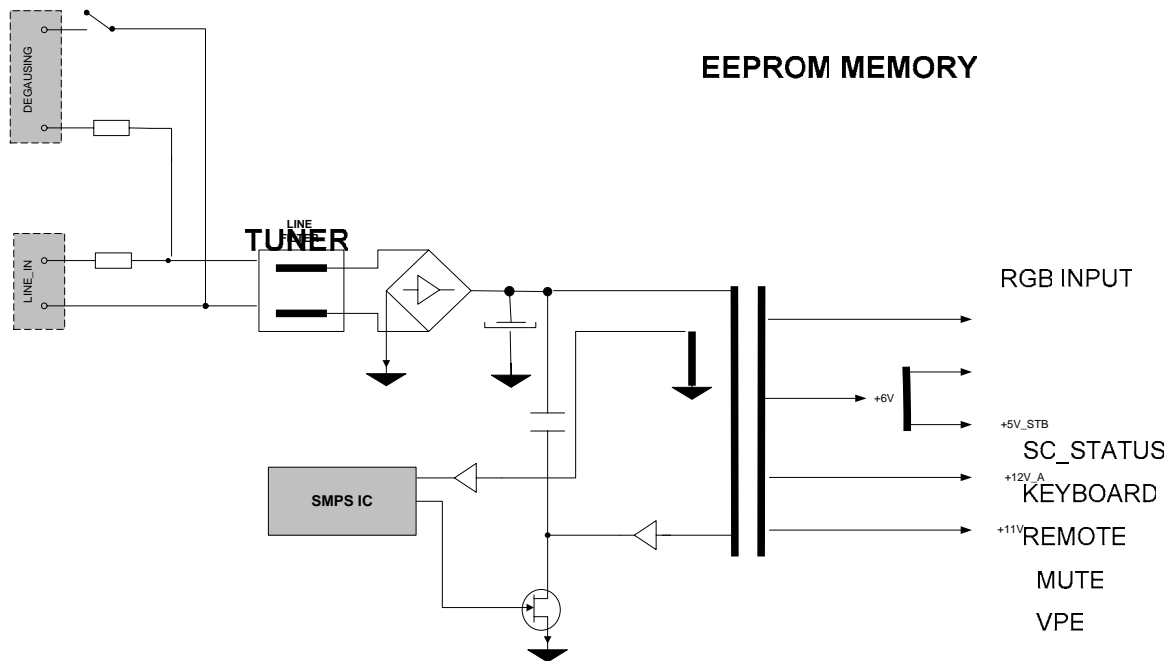 DEGAUSING
EEPROM MEMORY
LINE
FILTER
TUNER
LINE_IN
RGB INPUT
+6V
+5V_STB
SC_STATUS
+12V_A
KEYBOARD
SMPS IC
+11V
REMOTE
MUTE
VPE